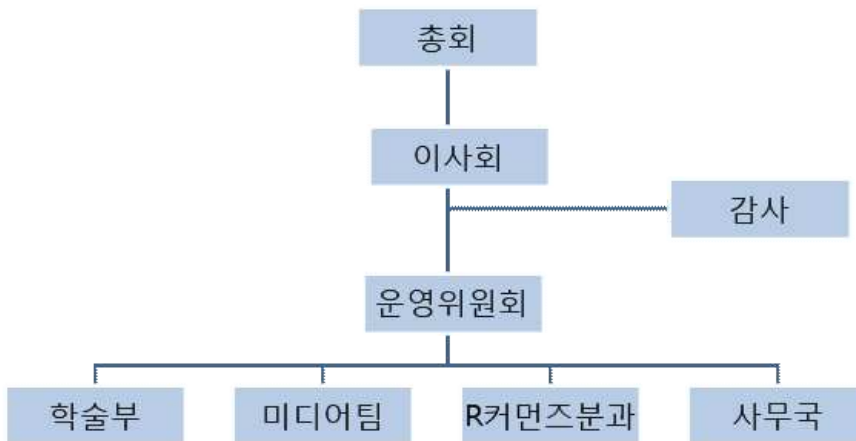 총회
이사회
감사
운영위원회
학술부
미디어팀
R커먼즈분과
사무국